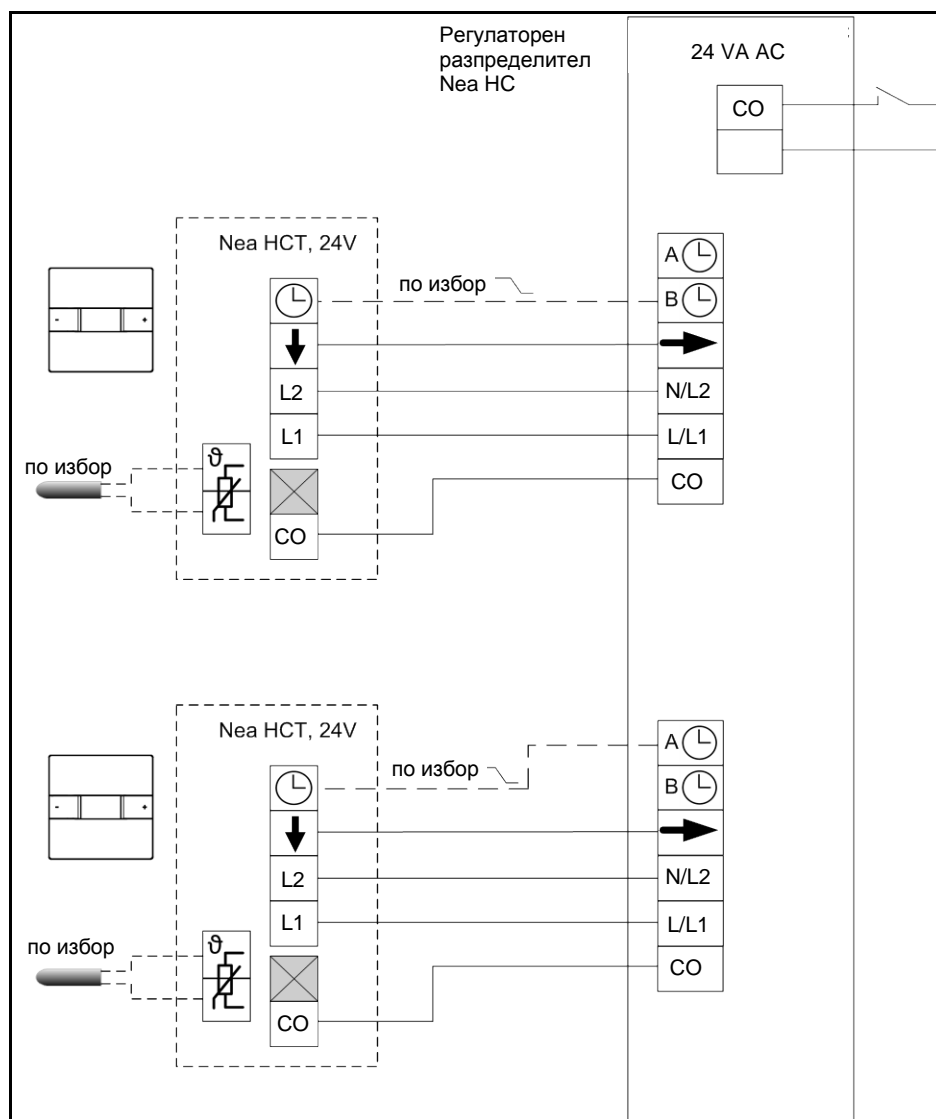 Регулаторен
разпределител
Nea HC
24 VA AC
CO
Nea HCT, 24V
по избор
A
B
L2
N/L2
L1
L/L1
по избор
ϑ
CO
CO
- +
Nea HCT, 24V
по избор
A
B
L2
N/L2
L1
L/L1
по избор
ϑ
CO
CO
- +